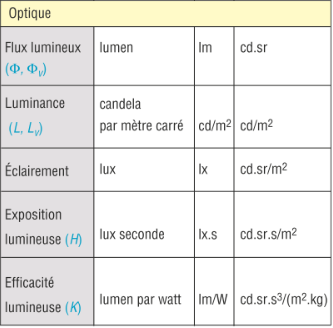 Optique
Flux lumineux lumen lm cd.sr
(Φ, Φv)
Luminance candela
(L, Lv) par mètre carré cd/m² cd/m²
Éclairement lux lx cd.sr/m²
Exposition
lumineuse (H) lux seconde lx.s cd.sr.s/m²
Efficacité
lumineuse (K) lumen par watt lm/W cd.sr.s³/(m².kg)